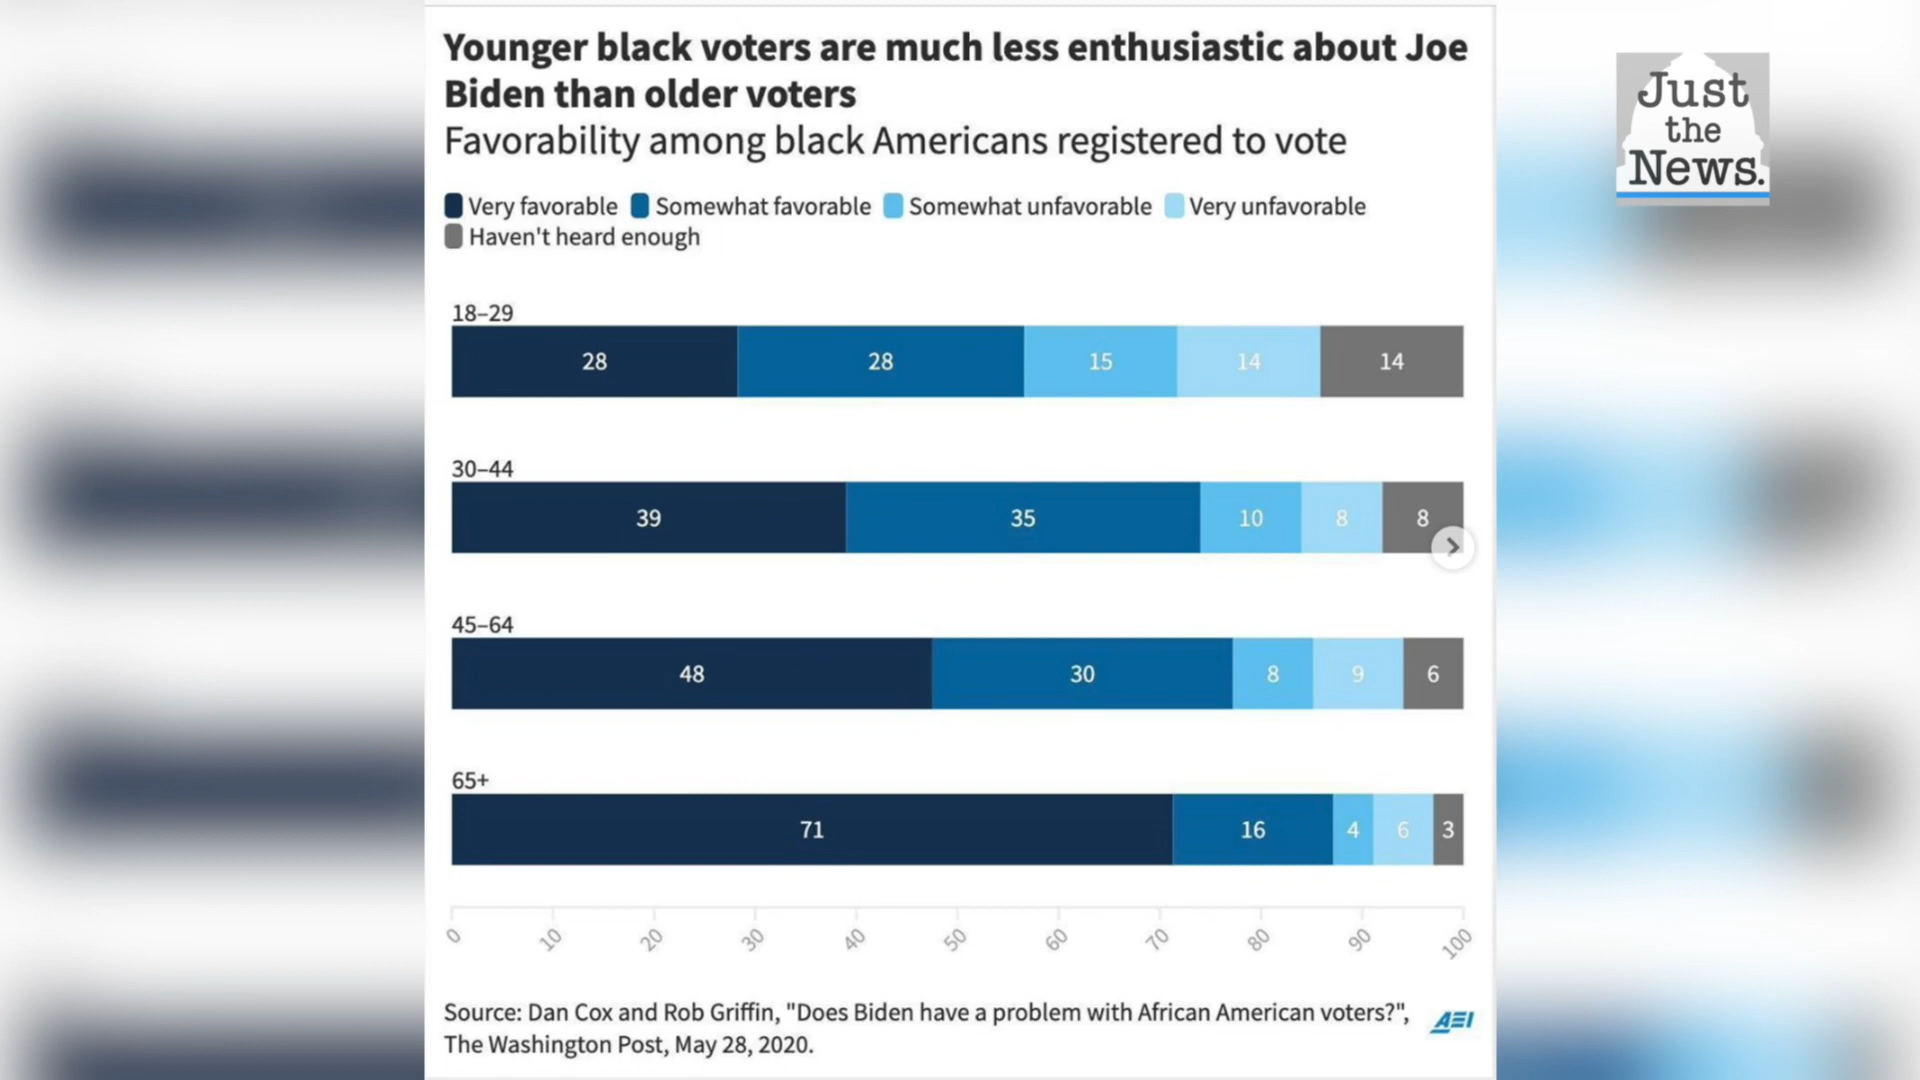 Younger black voters are much less enthusiastic about Joe
Biden than older voters
Favorability among black Americans registered to vote
Just
the
News.
Very favorable Somewhat favorable Somewhat unfavorable Very unfavorable
Haven't heard enough
18–29
28 28 15 14 14
30–44
39 35 10 8 8
45–64
48 30 8 9 6
65+
71 16 4 6 3
0 10 20 30 40 50 60 70 80 90 100
Source: Dan Cox and Rob Griffin, "Does Biden have a problem with African American voters?",
The Washington Post, May 28, 2020.
AEI